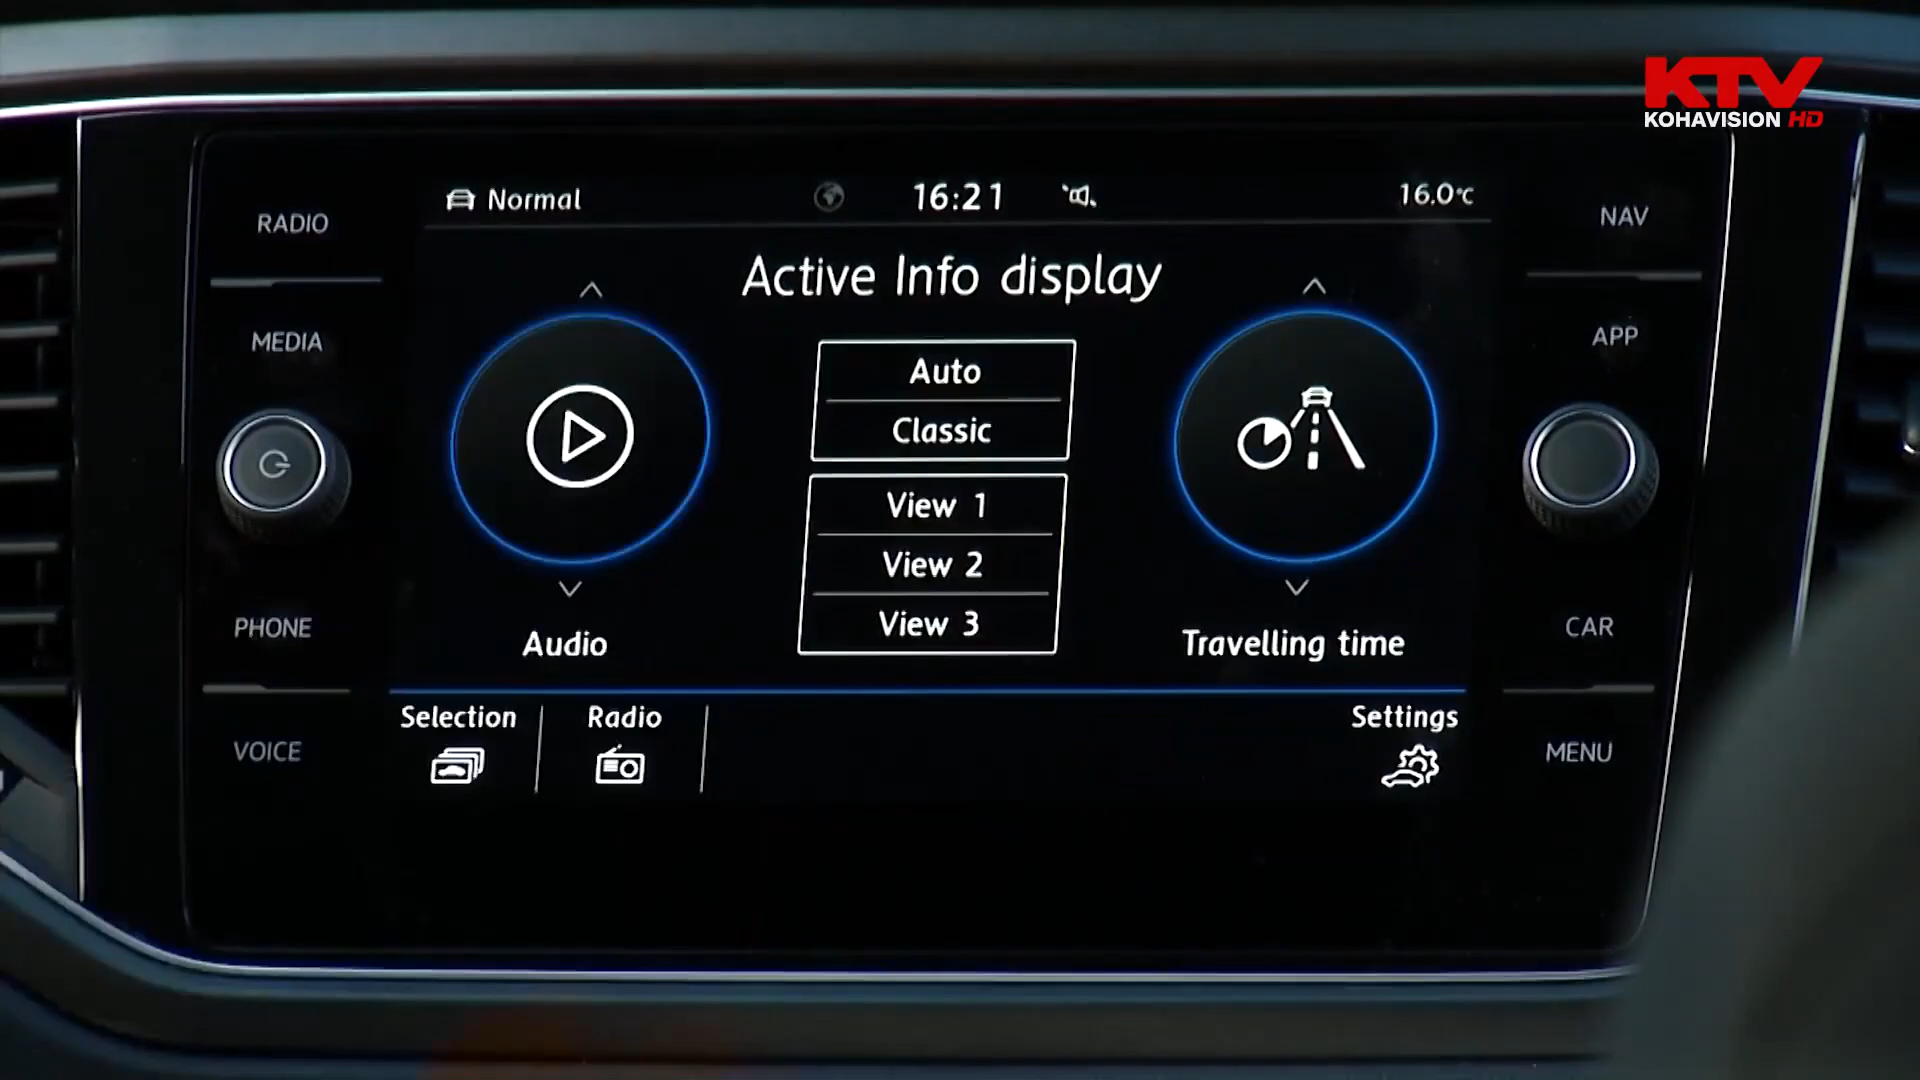 KTV
KOHAVISION HD
Normal
16:21
16.0°C
RADIO
NAV
Active Info display
MEDIA
APP
Auto
Classic
View 1
View 2
View 3
PHONE
CAR
Audio
Travelling time
Selection
Radio
Settings
VOICE
MENU